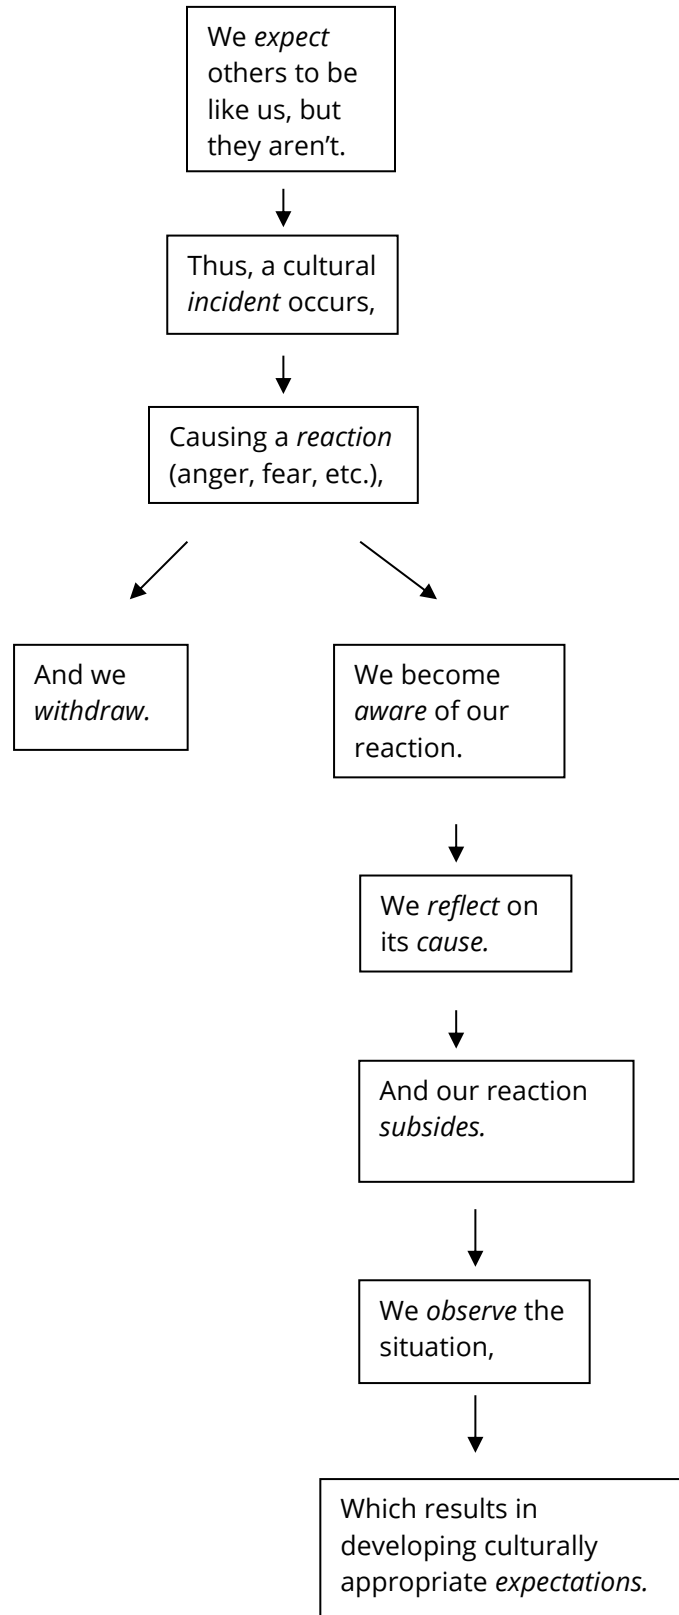 We expect
others to be
like us, but
they aren’t.
Thus, a cultural
incident occurs,
Causing a reaction
(anger, fear, etc.),
And we
withdraw.
We become
aware of our
reaction.
We reflect on
its cause.
And our reaction
subsides.
We observe the
situation,
Which results in
developing culturally
appropriate expectations.